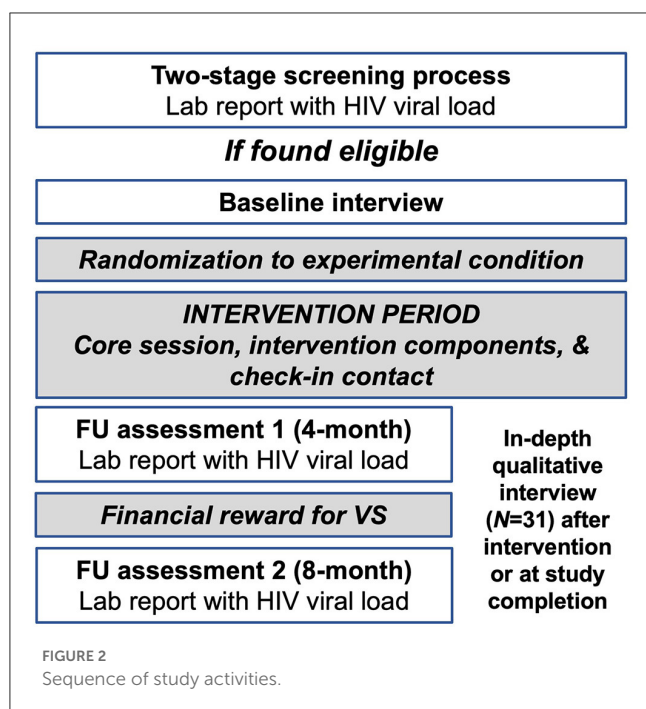 Two-stage screening process
Lab report with HIV viral load
If found eligible
Baseline interview
Randomization to experimental condition
INTERVENTION PERIOD
Core session, intervention components, &
check-in contact
FU assessment 1 (4-month)
Lab report with HIV viral load
Financial reward for VS
FU assessment 2 (8-month)
Lab report with HIV viral load
In-depth
qualitative
interview
(N=31) after
intervention
or at study
completion
FIGURE 2
Sequence of study activities.